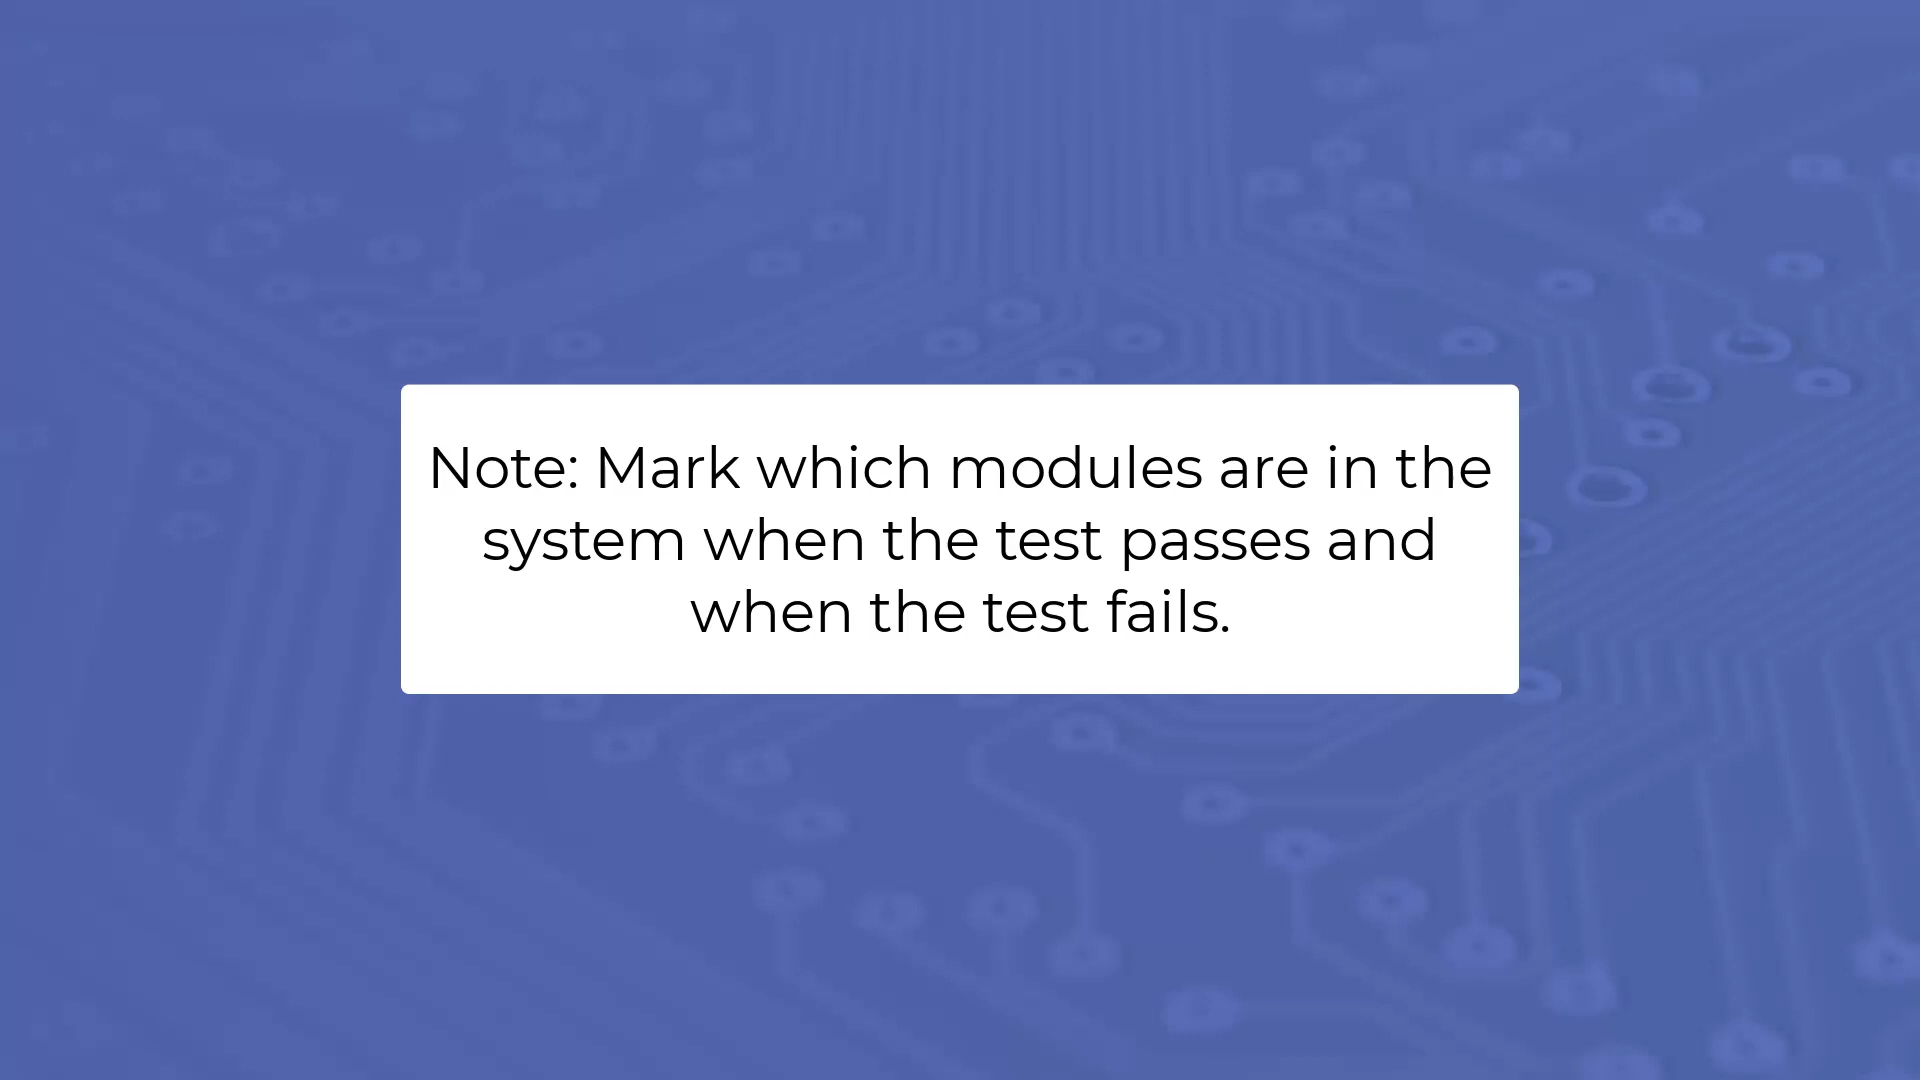 Note: Mark which modules are in the
system when the test passes and
when the test fails.